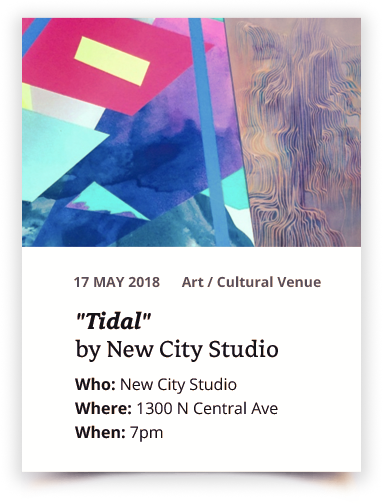 17 MAY 2018 Art / Cultural Venue
"Tidal"
by New City Studio
Who: New City Studio
Where: 1300 N Central Ave
When: 7pm